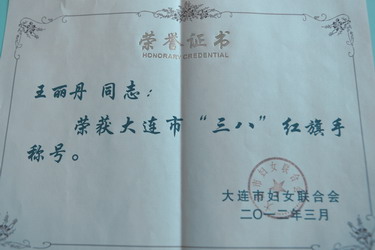 荣誉证书
HONORARY CREDENTIAL
王丽丹 同志：
荣获大连市“三八”红旗手
称号。
大连市妇女联合会
二〇一二年三月